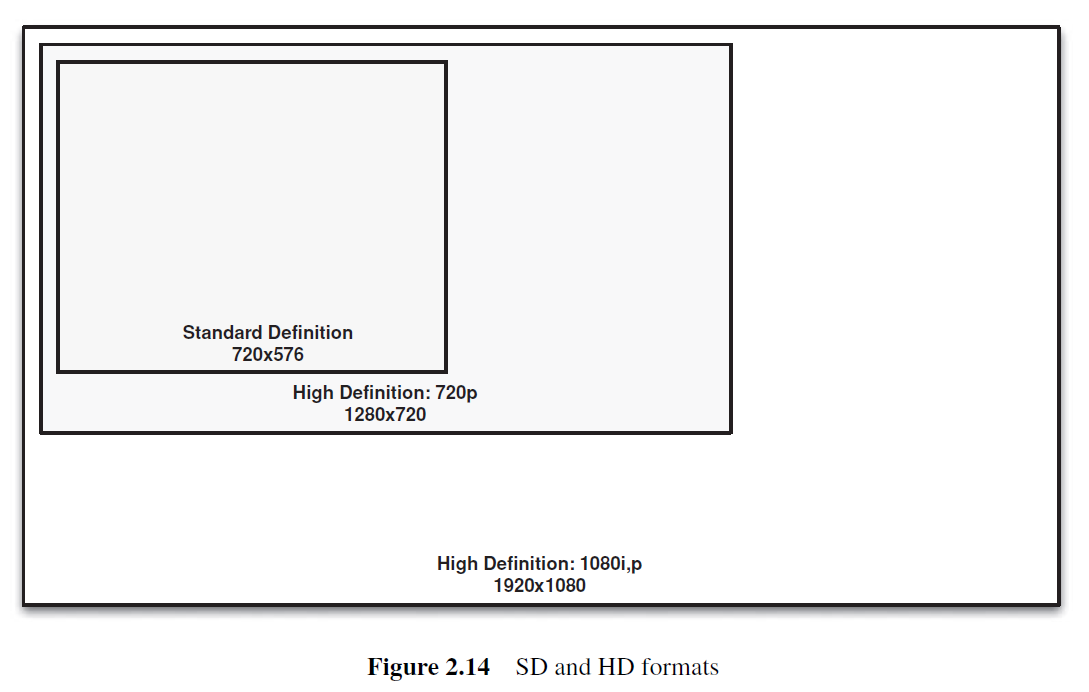 Standard Definition
720x576
High Definition: 720p
1280x720
High Definition: 1080i,p
1920x1080
Figure 2.14 SD and HD formats